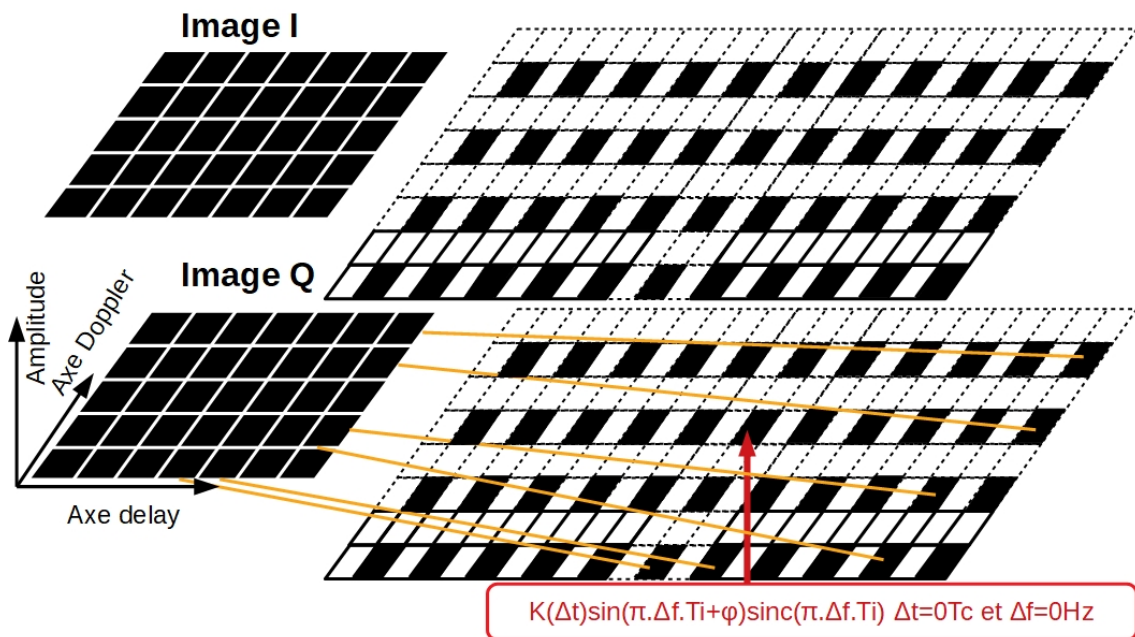 Image I
Image Q
Amplitude
Axe Doppler
Axe delay
K(Δt)sin(π.Δf.Ti+φ)sinc(π.Δf.Ti) Δt=0Tc et Δf=0Hz